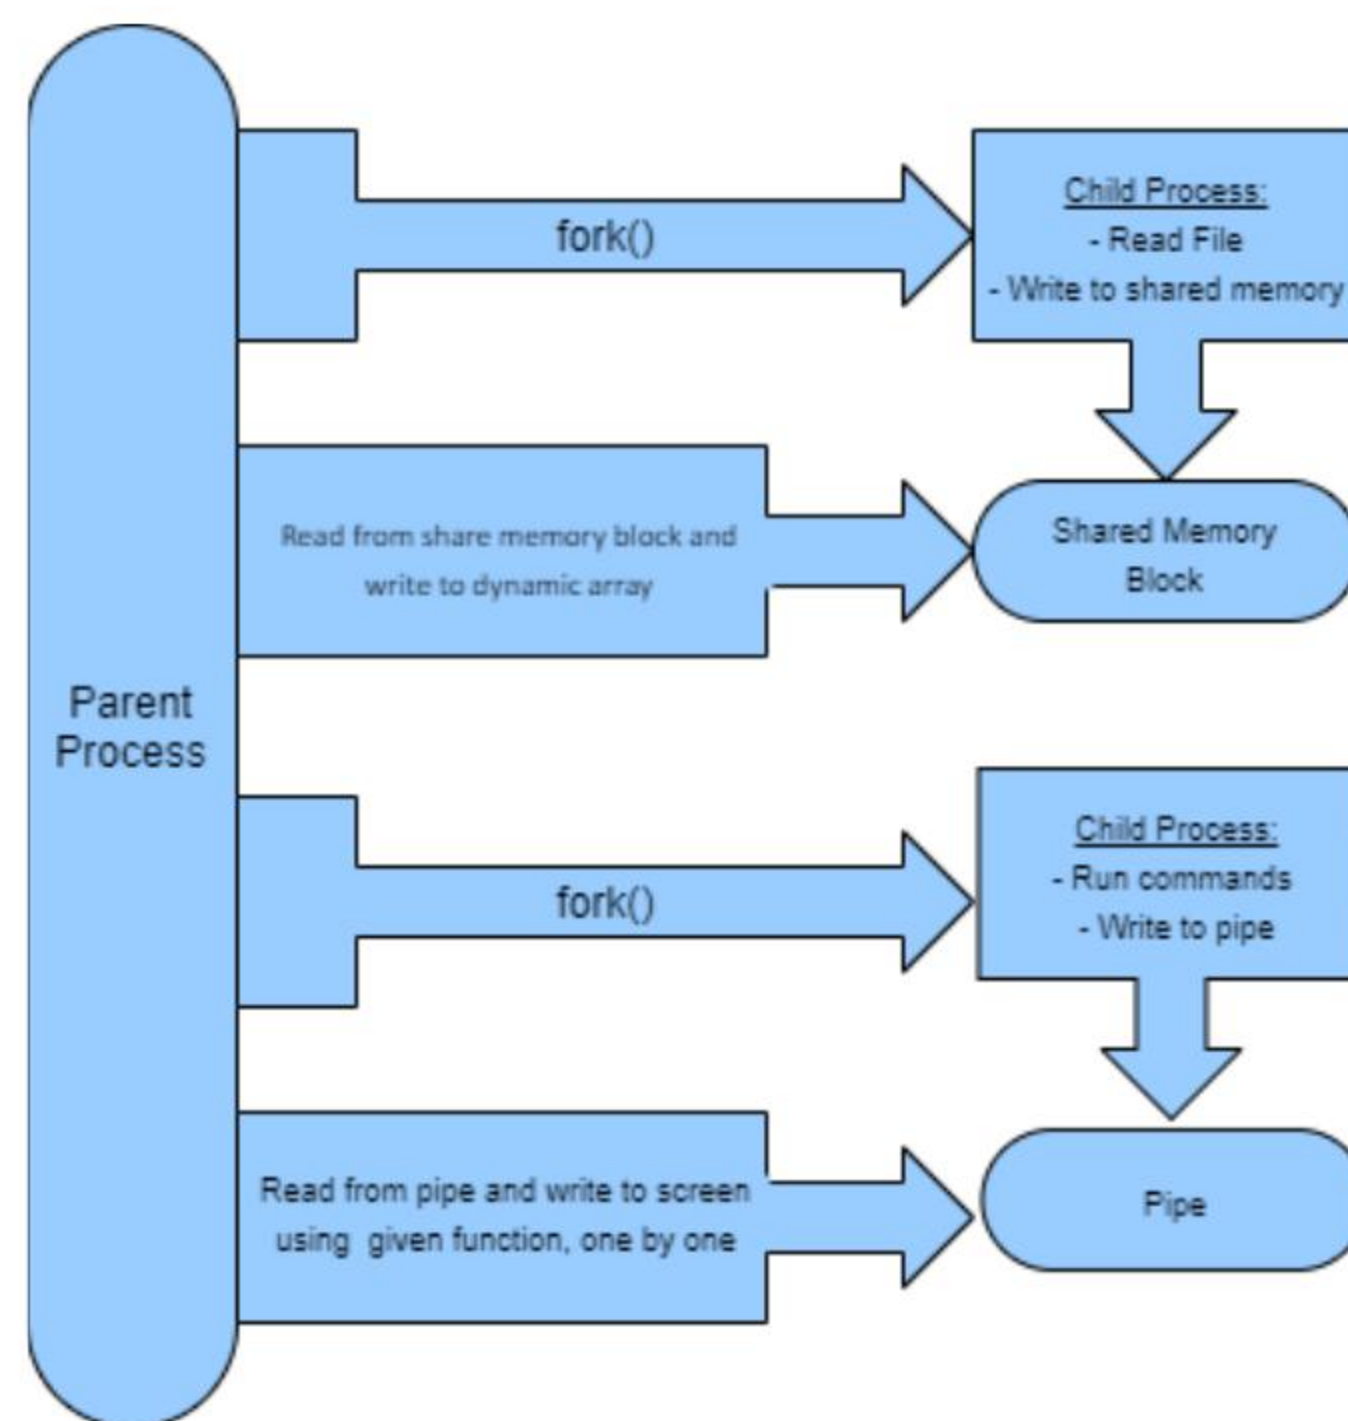 Child Process:
- Read File
- Write to shared memory
fork()
Read from share memory block and
write to dynamic array
Shared Memory
Block
Parent
Process
Child Process:
- Run commands
- Write to pipe
fork()
Read from pipe and write to screen
using given function, one by one
Pipe